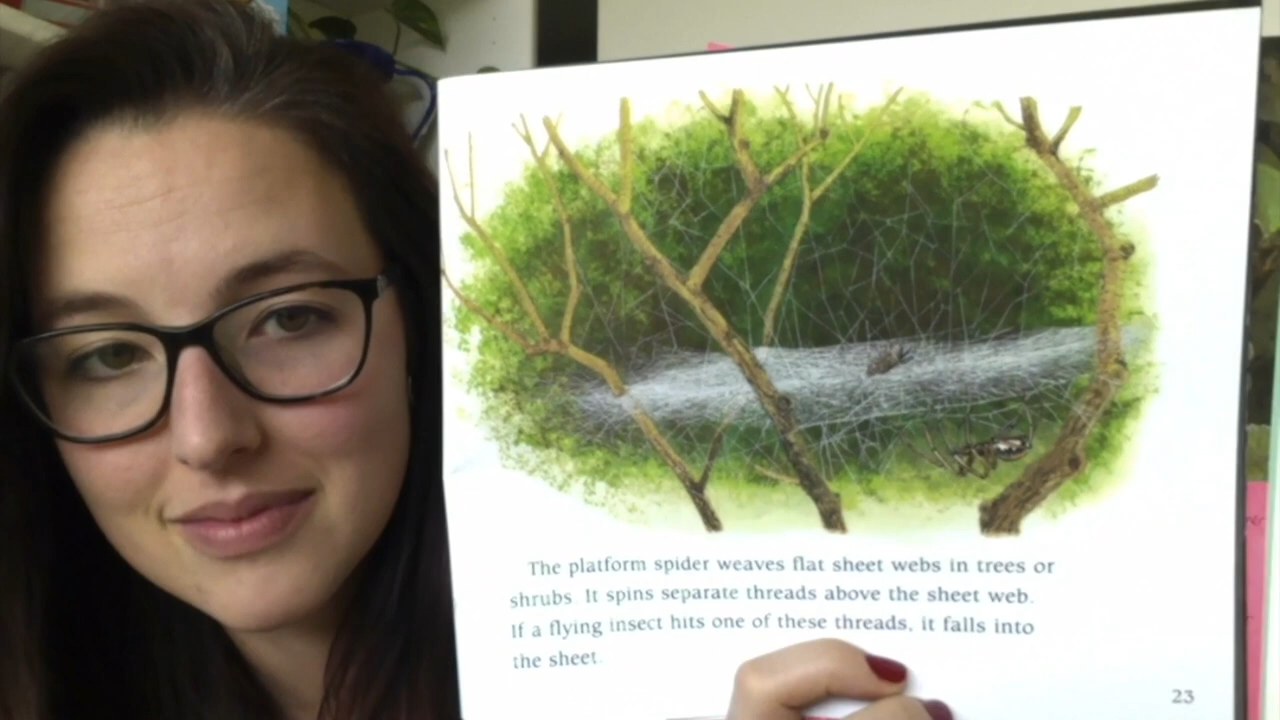 The platform spider weaves flat sheet webs in trees or
shrubs. It spins separate threads above the sheet web.
If a flying insect hits one of these threads, it falls into
the sheet.
23